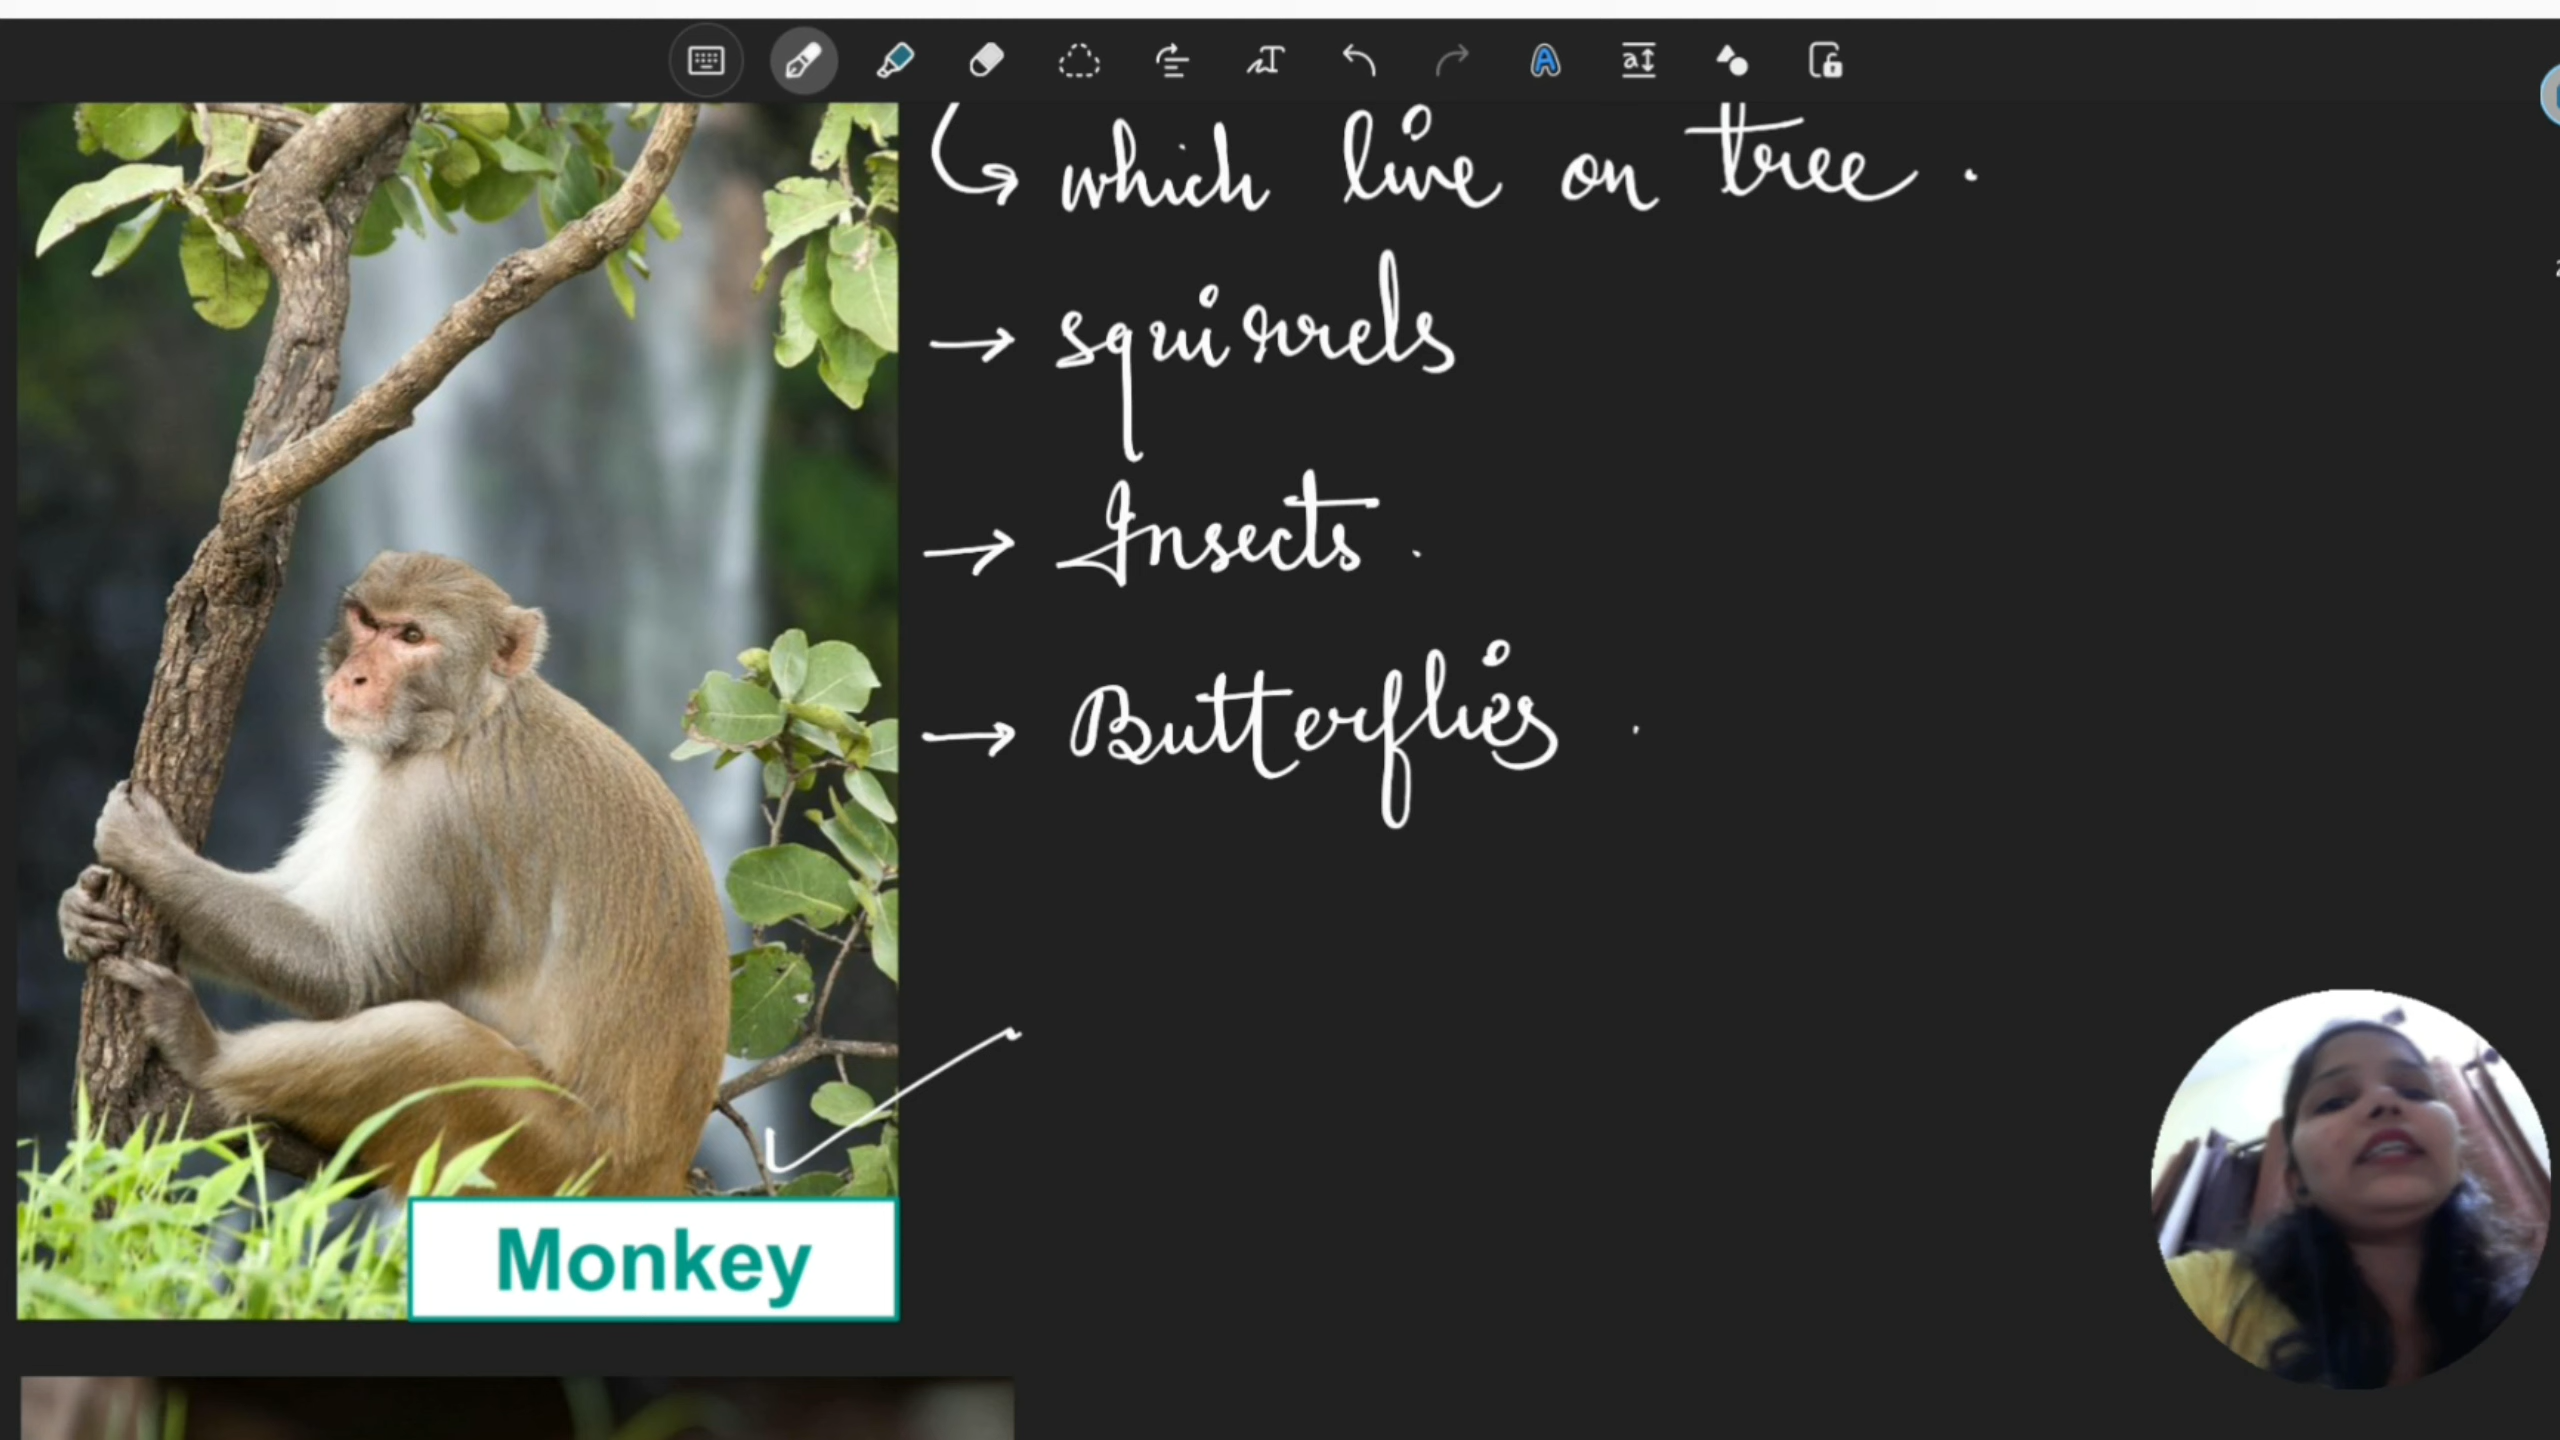 ↳ which live on tree.
→ squirrels
→ Insects.
→ Butterflies.
Monkey